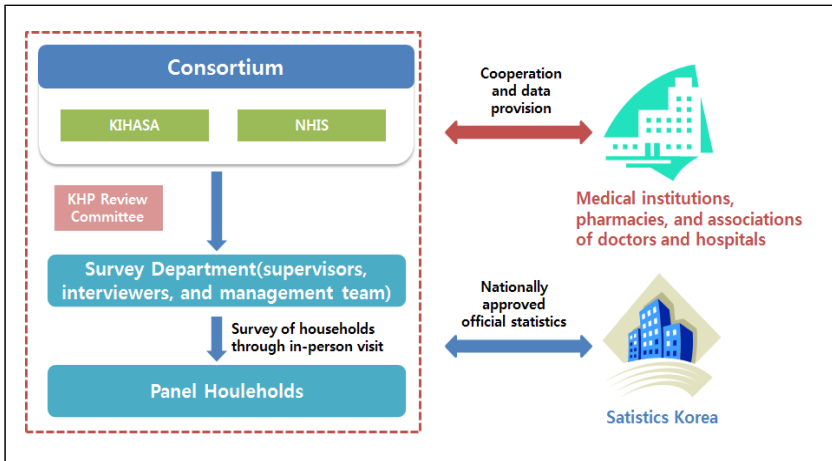 Consortium
KIHASA
NHIS
KHP Review
Committee
Survey Department(supervisors,
interviewers, and management team)
Survey of households
through in-person visit
Panel Houleholds
Cooperation
and data
provision
Medical institutions,
pharmacies, and associations
of doctors and hospitals
Nationally
approved
official statistics
Satistics Korea